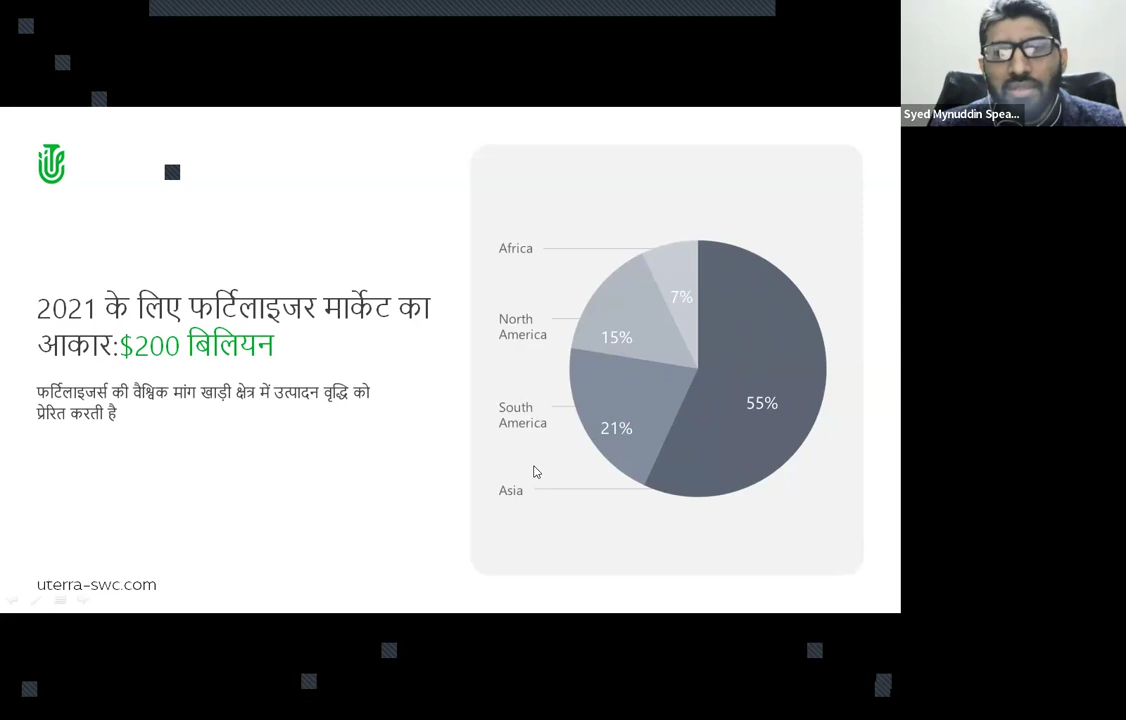 Syed Mynuddin Spea...
2021 के लिए फर्टिलाइजर मार्केट का
आकार:$200 बिलियन
फर्टिलाइजर्स की वैश्विक मांग खाड़ी क्षेत्र में उत्पादन वृद्धि को
प्रेरित करती है
uterra-swc.com
Africa
7%
North
America
15%
South
America
21%
55%
Asia